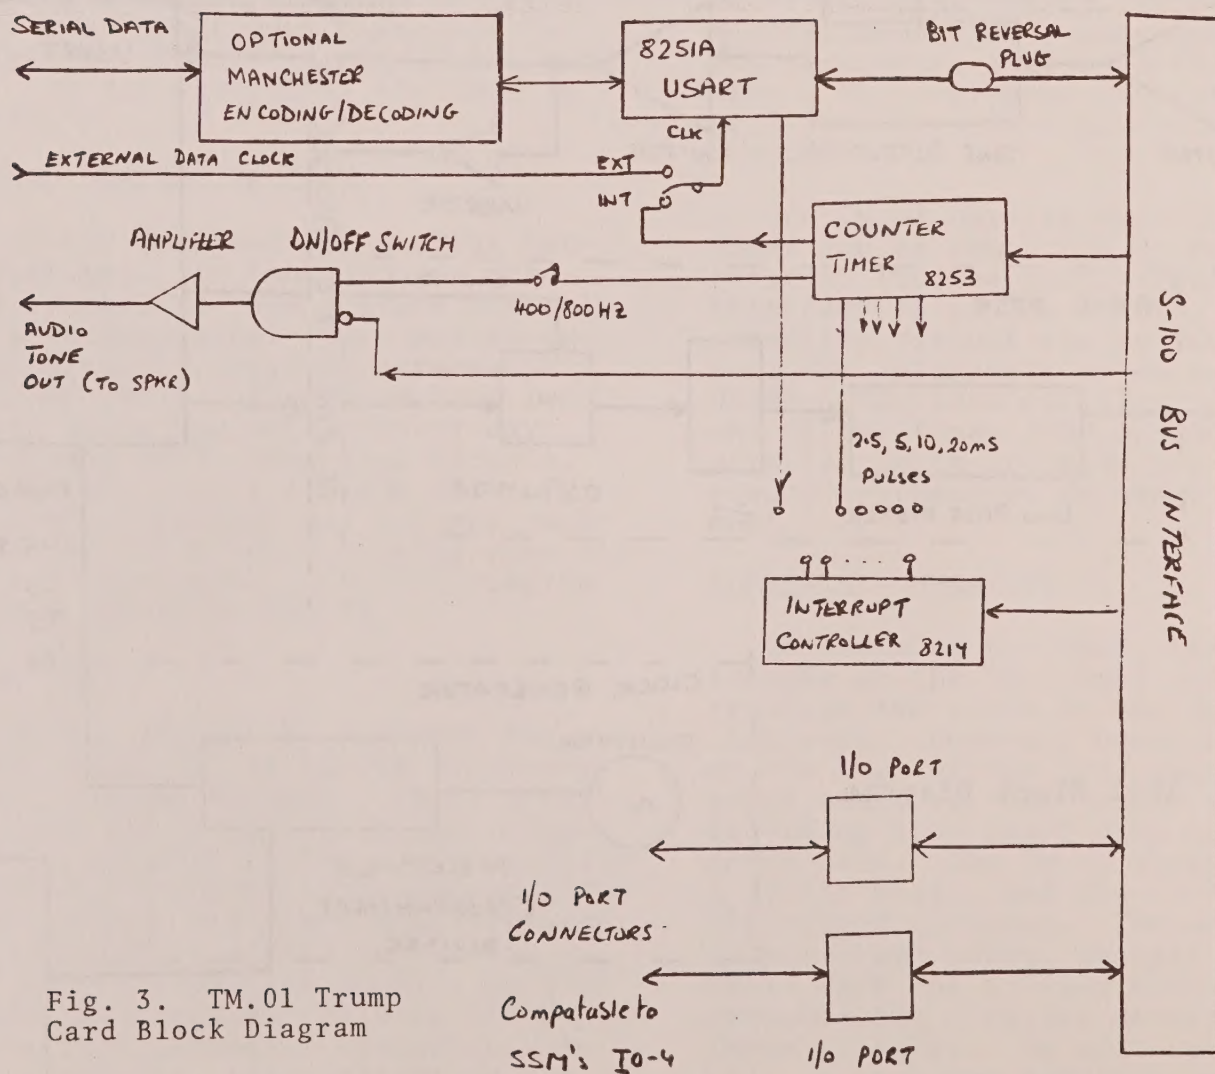 SERIAL DATA
OPTIONAL
MANCHESTER
ENCODING/DECODING
8251A
USART
CLK
BIT REVERSAL
PLUG
EXTERNAL DATA CLOCK
EXT
INT
COUNTER
TIMER
8253
AMPLIFIER
ON/OFF SWITCH
400/800HZ
AUDIO
TONE
OUT (TO SPKR)
2.5, 5, 10, 20mS
PULSES
S-100 BUS INTERFACE
INTERRUPT
CONTROLLER 8214
I/O PORT
I/O PORT
CONNECTORS
Compatusle to
SSM's IO-4
I/O PORT
Fig. 3. TM.01 Trump
Card Block Diagram